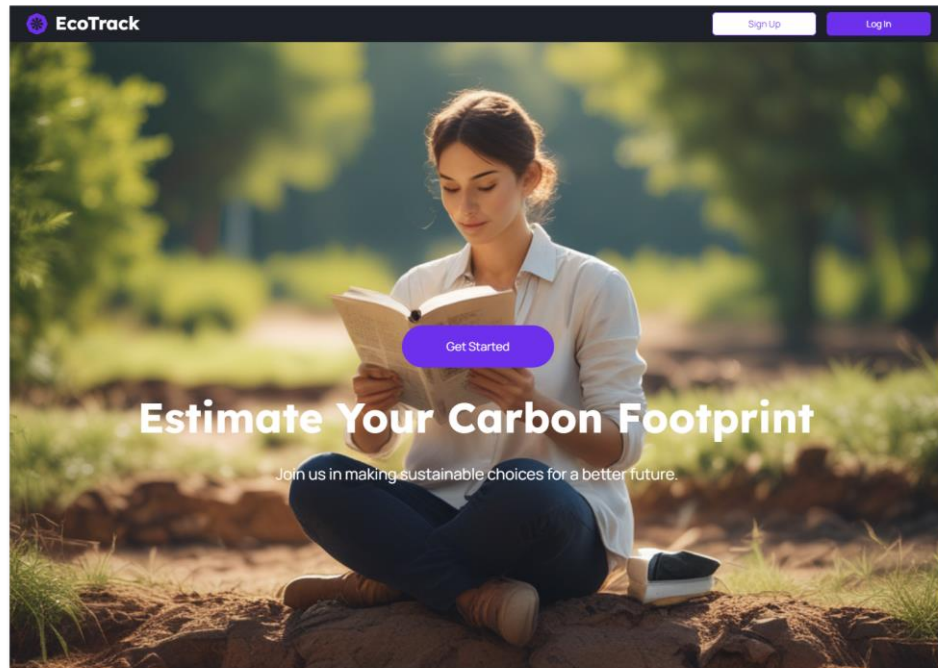 EcoTrack
Sign Up
Log In
Get Started
Estimate Your Carbon Footprint
Join us in making sustainable choices for a better future.